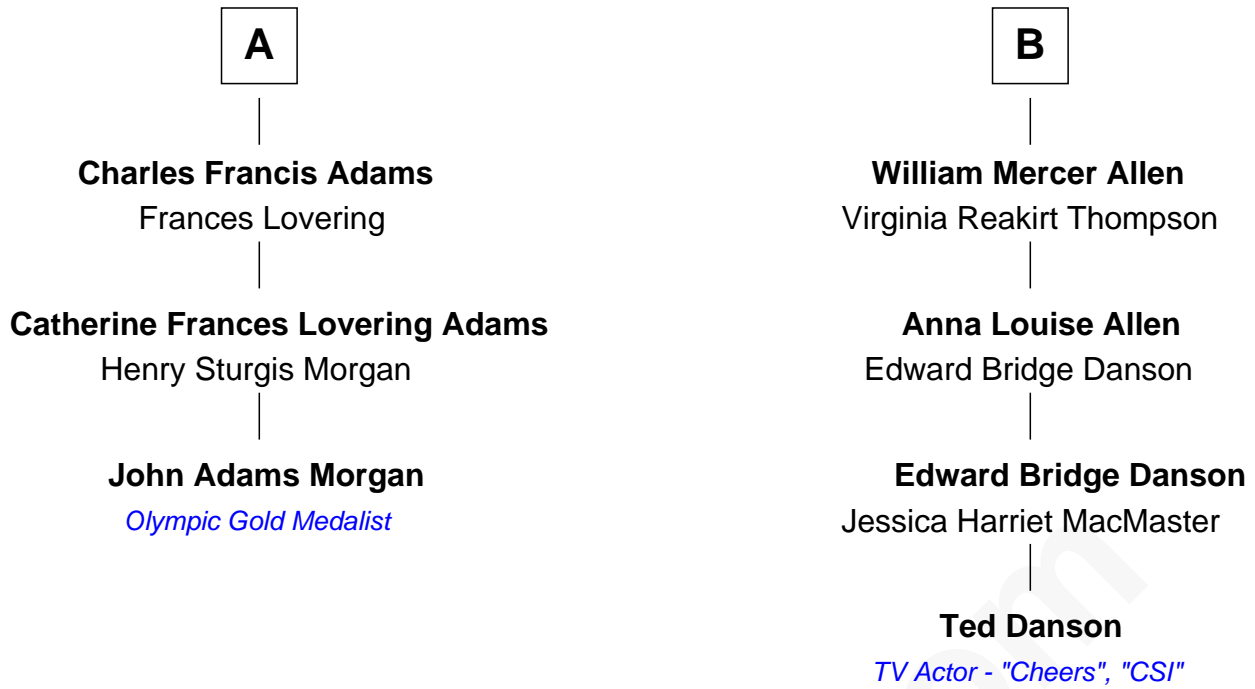 A
Charles Francis Adams
Frances Lovering
Catherine Frances Lovering Adams
Henry Sturgis Morgan
John Adams Morgan
Olympic Gold Medalist
B
William Mercer Allen
Virginia Reakirt Thompson
Anna Louise Allen
Edward Bridge Danson
Edward Bridge Danson
Jessica Harriet MacMaster
Ted Danson
TV Actor - "Cheers", "CSI"